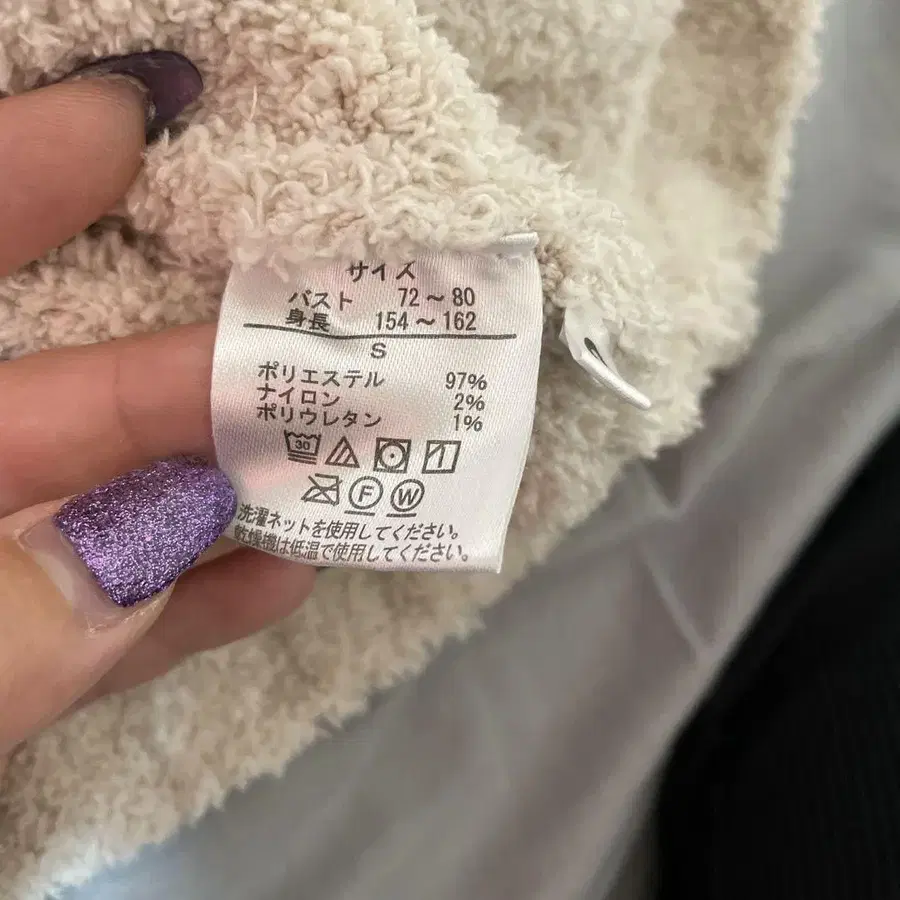 サイズ
バスト 72～80
身長 154～162
S
ポリエステル 97%
ナイロン 2%
ポリウレタン 1%
30
F W
洗濯ネットを使用してください。
乾燥機は低温で使用してください。